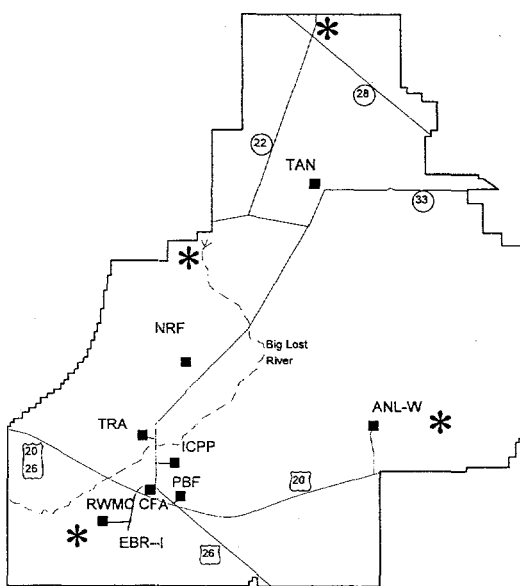 28
22
TAN
33
NRF
Big Lost
River
ANL-W
TRA
20
26
ICPP
PBF
20
RWMC CFA
EBR-I
26